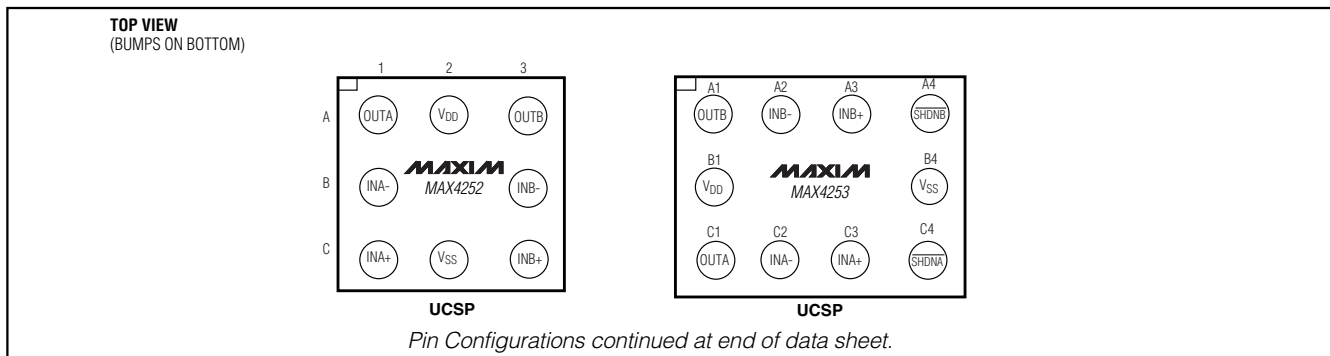 TOP VIEW
(BUMPS ON BOTTOM)
1 2 3
A OUTA VDD OUTB
MAXIM
B INA- MAX4252 INB-
C INA+ VSS INB+
UCSP
A1 A2 A3 A4
OUTB INB- INB+ SHDNB
B1 B4
MAXIM
VDD MAX4253 VSS
C1 C2 C3 C4
OUTA INA- INA+ SHDNA
UCSP
Pin Configurations continued at end of data sheet.